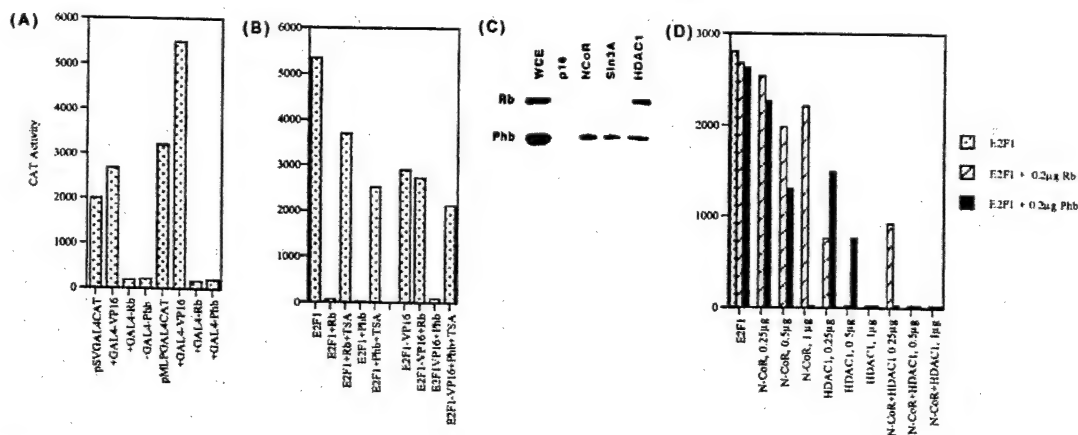 (A)
6000
5000
4000
3000
2000
1000
0
CAT Activity
pSVGAL4CAT
+GAL4-VP16
+GAL4-Rb
-GAL4-Phb
pMLPGAL4CAT
+GAL4-VP16
+GAL4-Rb
+GAL4-Phb
(B)
6000
5000
4000
3000
2000
1000
0
E2F1
E2F1+Rb
E2F1+Rb+TSA
E2F1+Phb
E2F1+Phb+TSA
E2F1-VP16
E2F1-VP16+Rb
E2F1VP16+Phb
E2F1-VP16+Phb+TSA
(C)
WCE
p16
NCoR
Sin3A
HDAC1
Rb
Phb
(D)
3000
2000
1000
0
E2F1
N-CoR, 0.25µg
N-CoR, 0.5µg
N-CoR, 1 µg
HDAC1, 0.25µg
HDAC1, 0.5µg
HDAC1, 1µg
N-CoR+HDAC1 0.25µg
N-CoR+HDAC1, 0.5µg
N-CoR+HDAC1, 1µg
E2F1
E2F1 + 0.2µg Rb
E2F1 + 0.2µg Phb